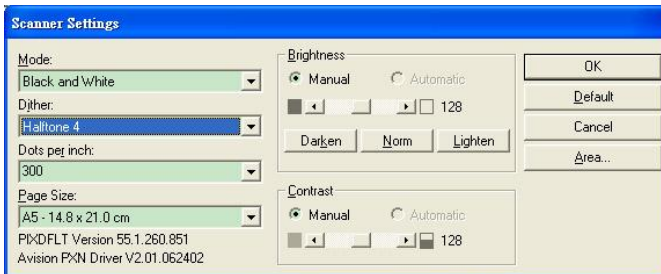 Scanner Settings
Mode:
Black and White
Dither:
Halftone 4
Dots per inch:
300
Page Size:
A5 - 14.8 x 21.0 cm
PIXDFLT Version 55.1.260.851
Avision PXN Driver V2.01.062402
Brightness
Manual Automatic
128
Darken Norm Lighten
Contrast
Manual Automatic
128
OK
Default
Cancel
Area...